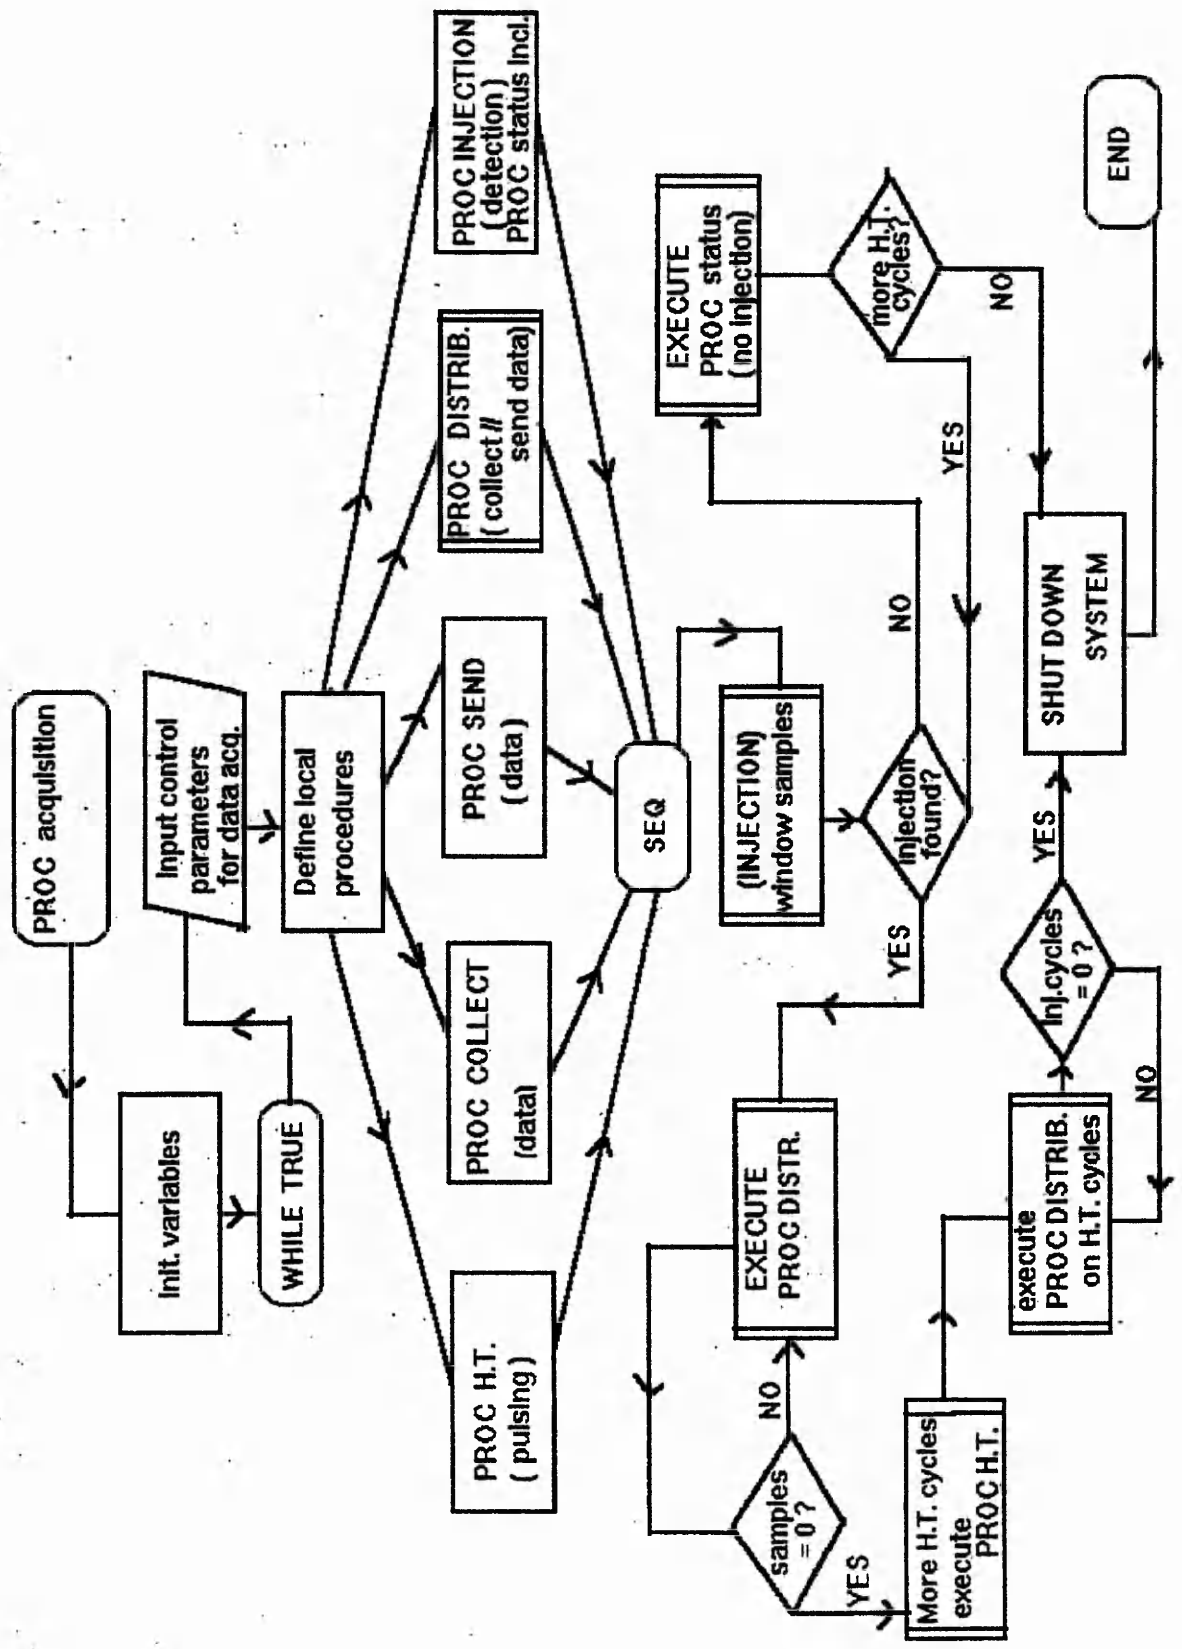 PROC acquisition
Init. variables
WHILE TRUE
Input control
parameters
for data acq.
Define local
procedures
PROC H.T.
( pulsing )
PROC COLLECT
(data)
PROC SEND
( data )
PROC DISTRIB.
( collect //
send data)
PROC INJECTION
( detection )
PROC status Incl.
SEQ
(INJECTION)
window samples
injection
found?
YES
NO
EXECUTE
PROC status
( no injection)
more H.T.
cycles?
YES
NO
EXECUTE
PROC DISTR.
samples
= 0 ?
NO
YES
More H.T. cycles
execute
PROC H.T.
execute
PROC DISTRIB.
on H.T. cycles
Inj.cycles
= 0 ?
YES
NO
SHUT DOWN
SYSTEM
END